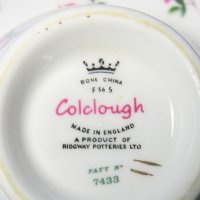 BONE CHINA
F 56 S
Colclough
MADE IN ENGLAND
A PRODUCT OF
RIDGWAY POTTERIES LTD
PATT Nº
7433